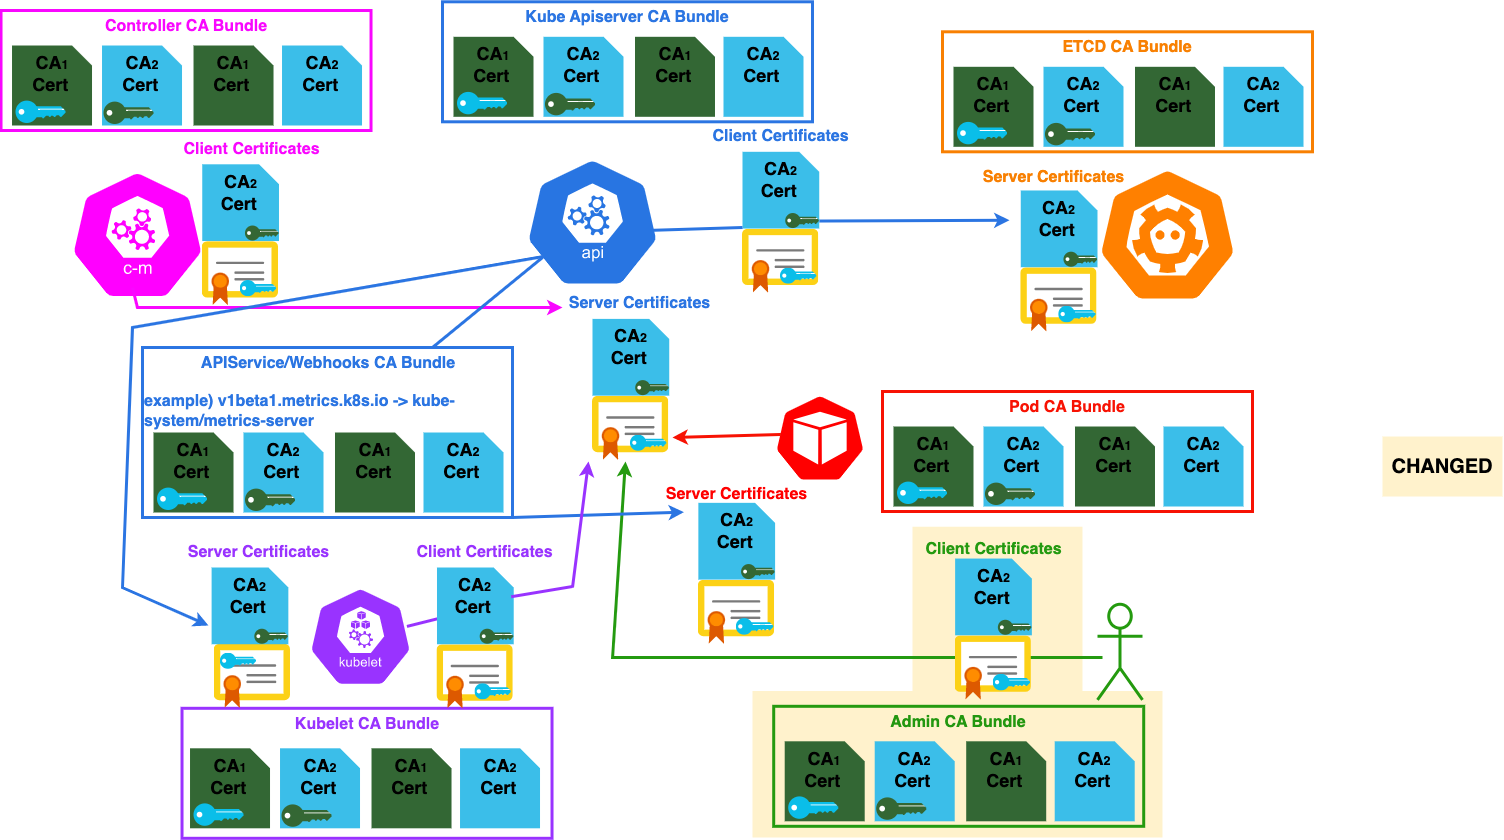 Controller CA Bundle
CA1 Cert
CA2 Cert
CA1 Cert
CA2 Cert
Kube Apiserver CA Bundle
CA1 Cert
CA2 Cert
CA1 Cert
CA2 Cert
ETCD CA Bundle
CA1 Cert
CA2 Cert
CA1 Cert
CA2 Cert
Client Certificates
CA2
Cert
c-m
Client Certificates
CA2
Cert
api
Server Certificates
CA2
Cert
Server Certificates
CA2
Cert
APIService/Webhooks CA Bundle
example) v1beta1.metrics.k8s.io -> kube-
system/metrics-server
CA1 Cert
CA2 Cert
CA1 Cert
CA2 Cert
Pod CA Bundle
CA1 Cert
CA2 Cert
CA1 Cert
CA2 Cert
CHANGED
Server Certificates
CA2
Cert
Server Certificates
CA2
Cert
kubelet
Client Certificates
CA2
Cert
Client Certificates
CA2
Cert
Kubelet CA Bundle
CA1 Cert
CA2 Cert
CA1 Cert
CA2 Cert
Admin CA Bundle
CA1 Cert
CA2 Cert
CA1 Cert
CA2 Cert